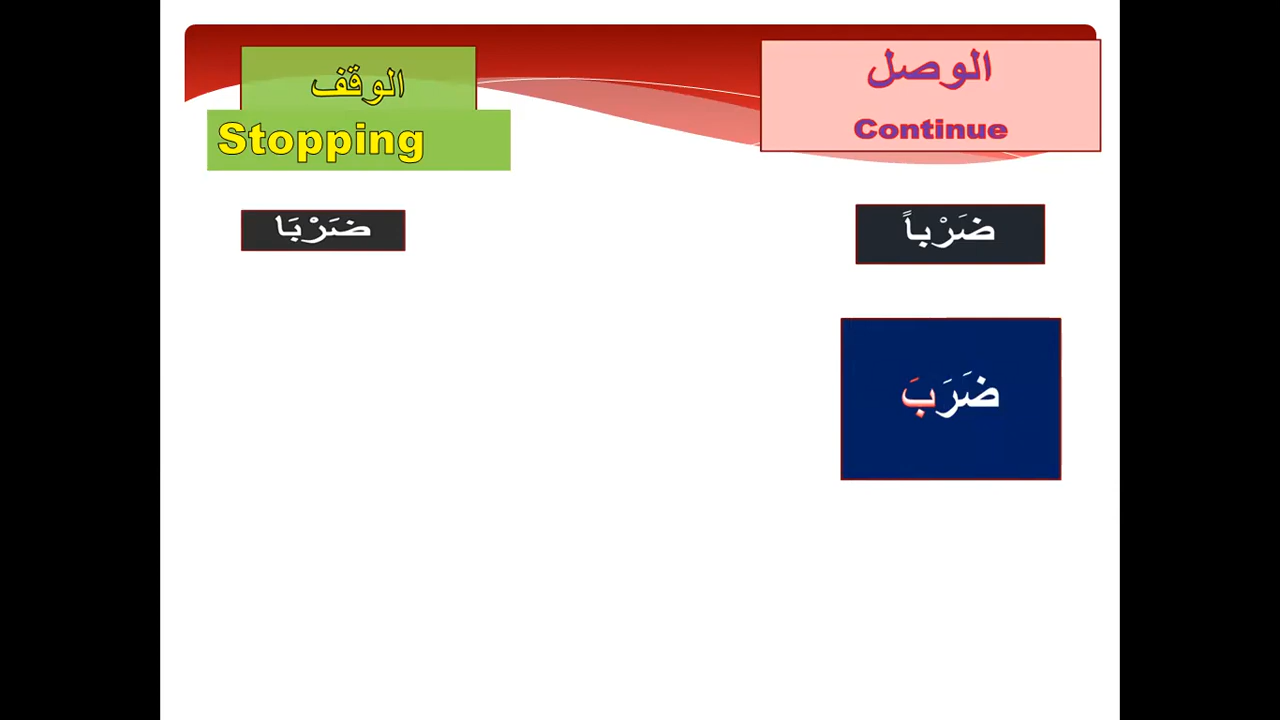 الوصل
Continue
الوقف
Stopping
ضَرْباً
ضَرْبَا
ضَرَبَ